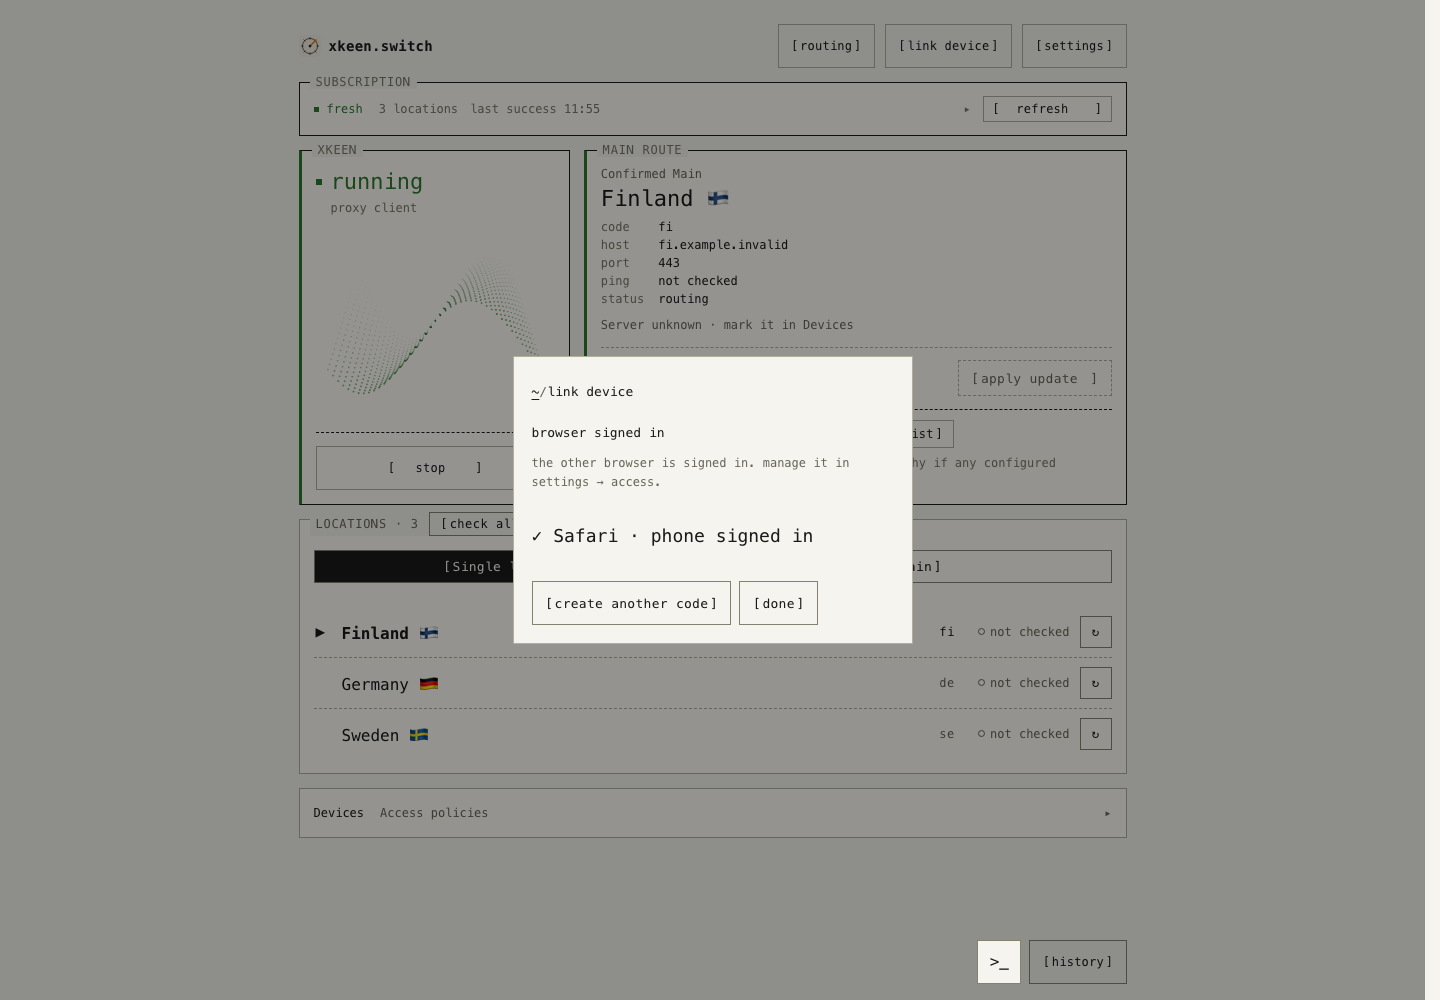 xkeen.switch
[routing] [link device] [settings]
SUBSCRIPTION
fresh 3 locations last success 11:55
[ refresh ]
XKEEN
running
proxy client
[ stop ]
MAIN ROUTE
Confirmed Main
Finland
code fi
host fi.example.invalid
port 443
ping not checked
status routing
Server unknown · mark it in Devices
[apply update ]
ist]
if any configured
~/link device
browser signed in
the other browser is signed in. manage it in
settings → access.
✓ Safari · phone signed in
[create another code] [done]
LOCATIONS · 3 [check al
[Single
ain]
Finland fi not checked ↻
Germany de not checked ↻
Sweden se not checked ↻
Devices Access policies
>_ [history]